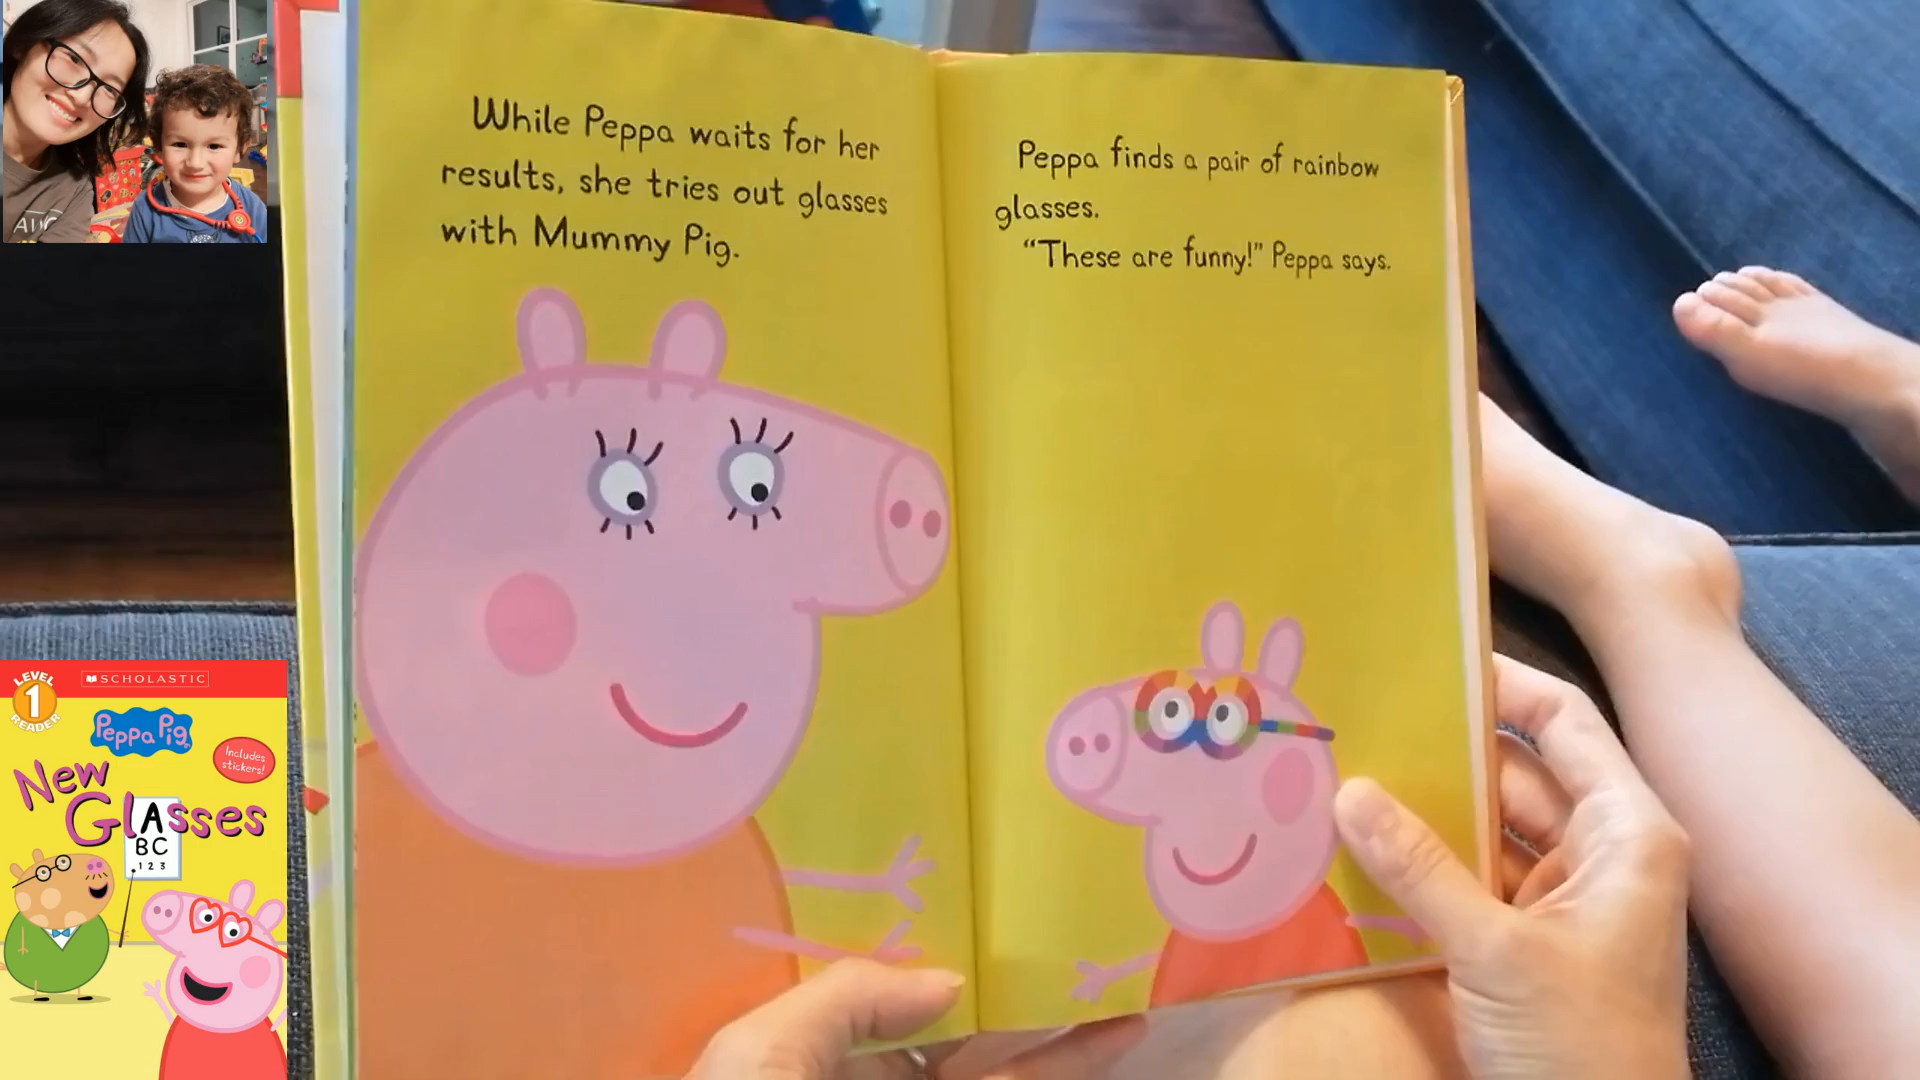 While Peppa waits for her
results, she tries out glasses
with Mummy Pig.
Peppa finds a pair of rainbow
glasses.
“These are funny!” Peppa says.
LEVEL
1
READER
SCHOLASTIC
Peppa Pig
Includes
stickers!
New
Glasses
A
BC
123